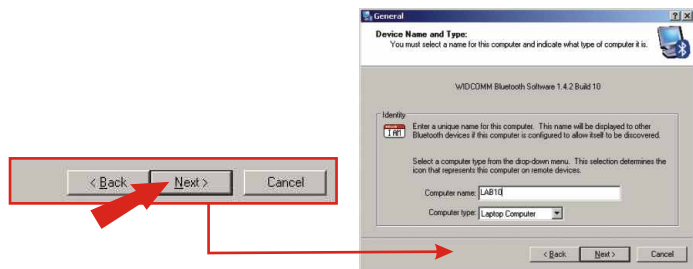 General
Device Name and Type:
You must select a name for this computer and indicate what type of computer it is.
WIDCOMM Bluetooth Software 1.4.2 Build 10
Identity
I AM
Enter a unique name for this computer. This name will be displayed to other
Bluetooth devices if this computer is configured to allow itself to be discovered.
Select a computer type from the drop-down menu. This selection determines the
icon that represents this computer on remote devices.
Computer name: LAB10
Computer type: Laptop Computer
< Back Next > Cancel
< Back Next > Cancel